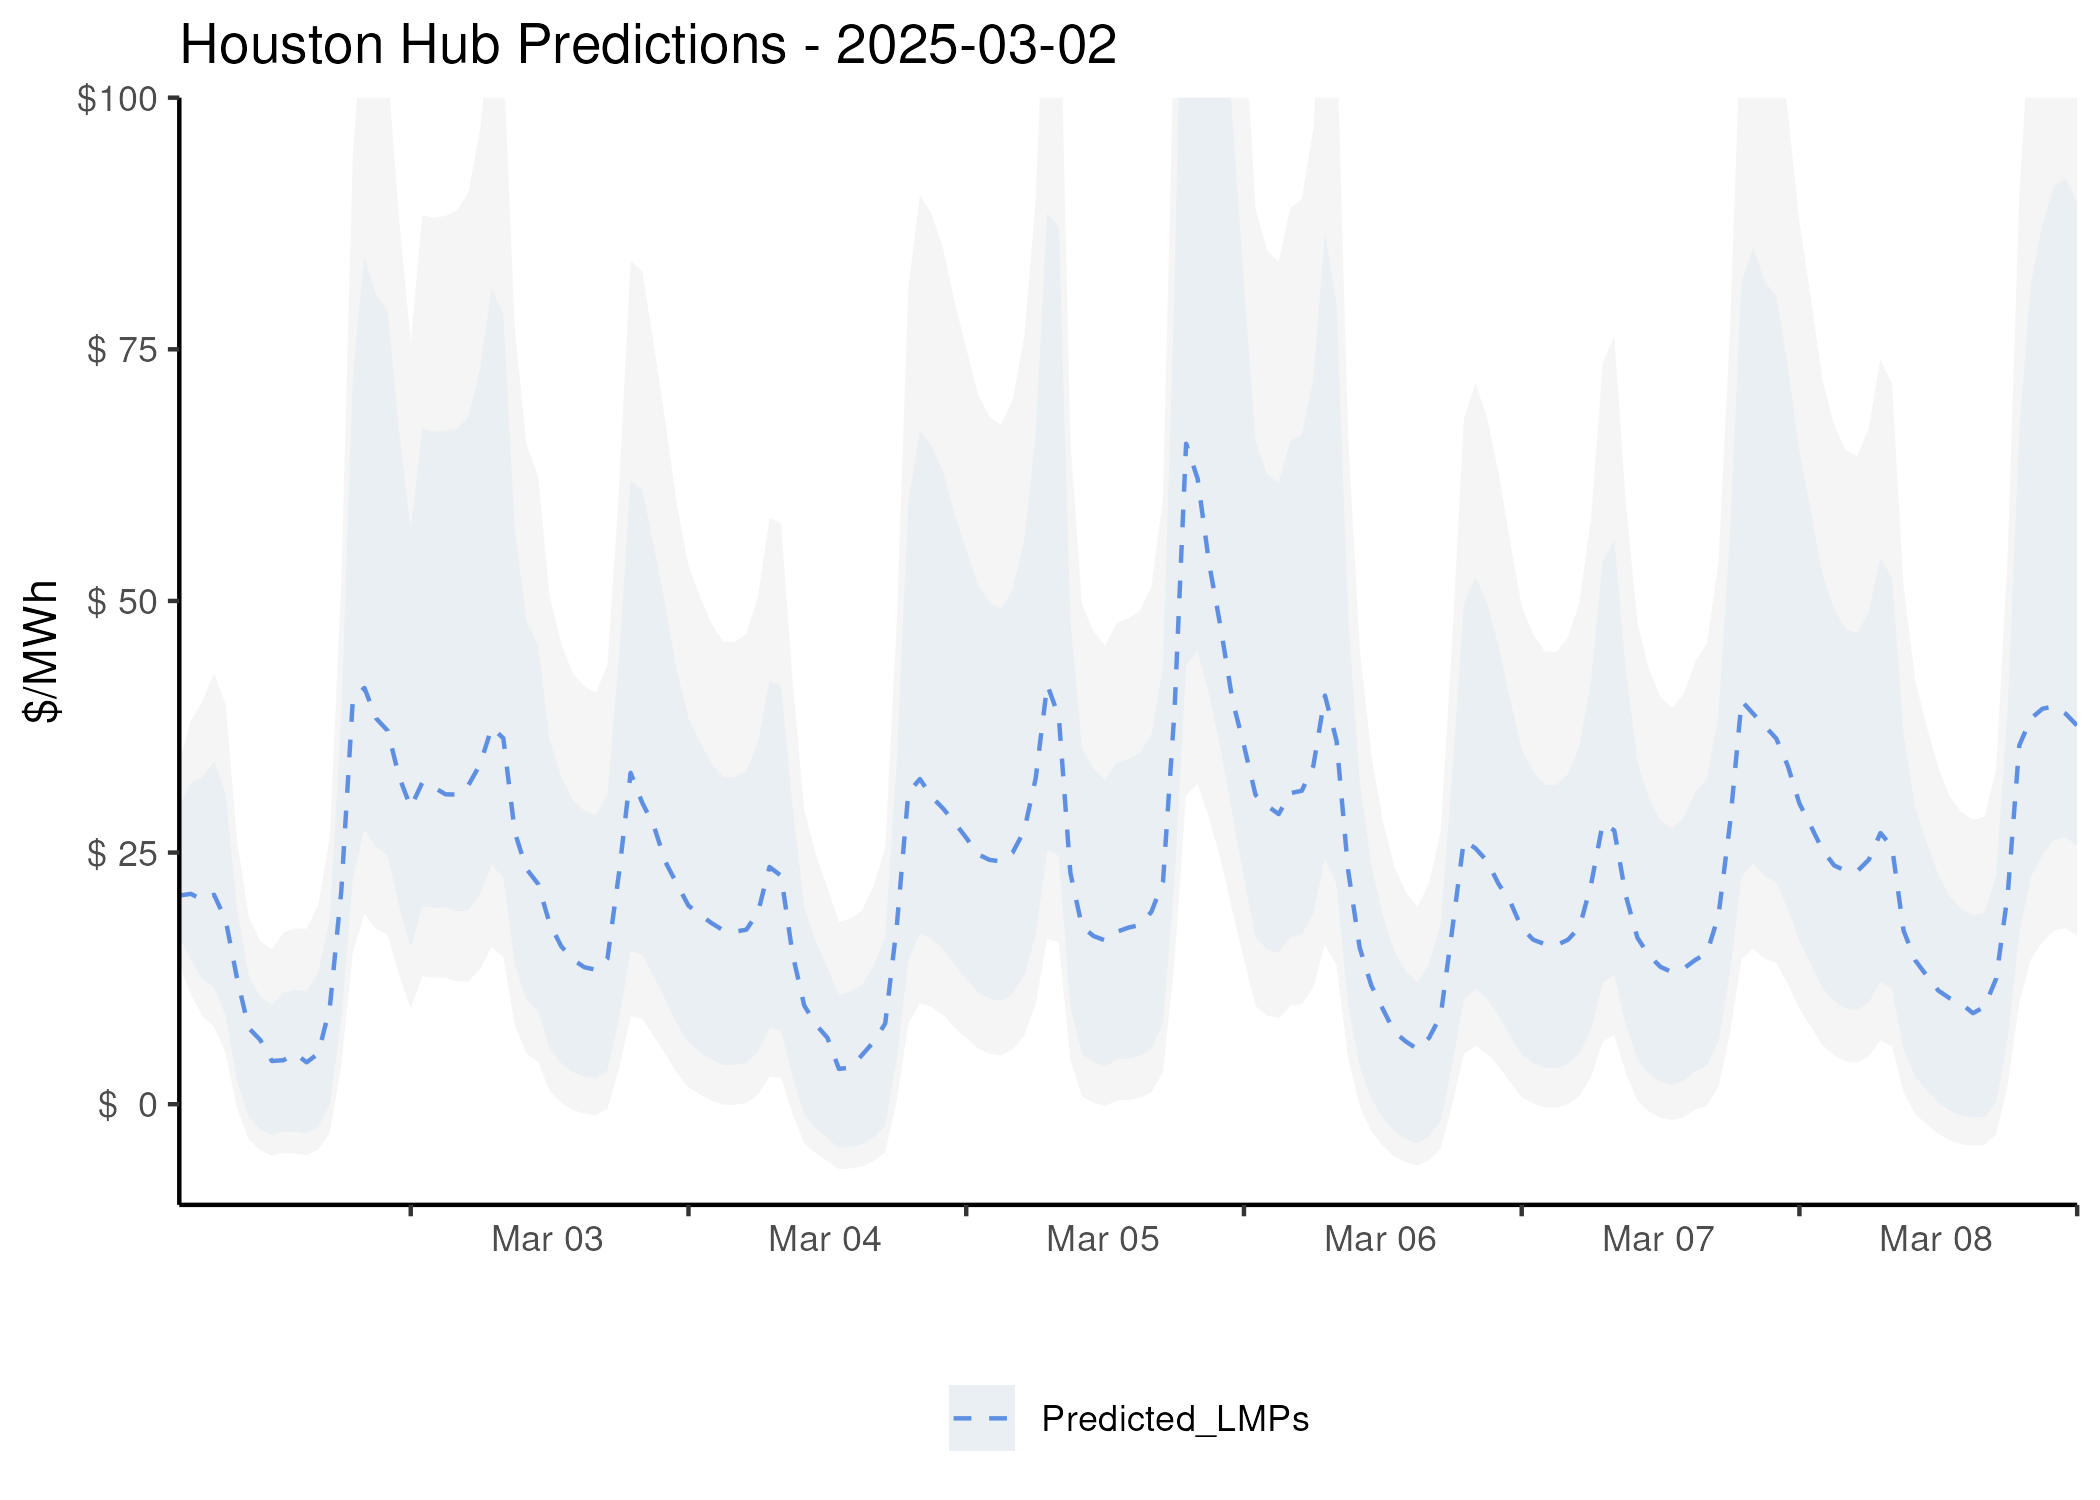 Houston Hub Predictions - 2025-03-02
$100
$ 75
$ 50
$ 25
$  0
$/MWh
Mar 03
Mar 04
Mar 05
Mar 06
Mar 07
Mar 08
Predicted_LMPs